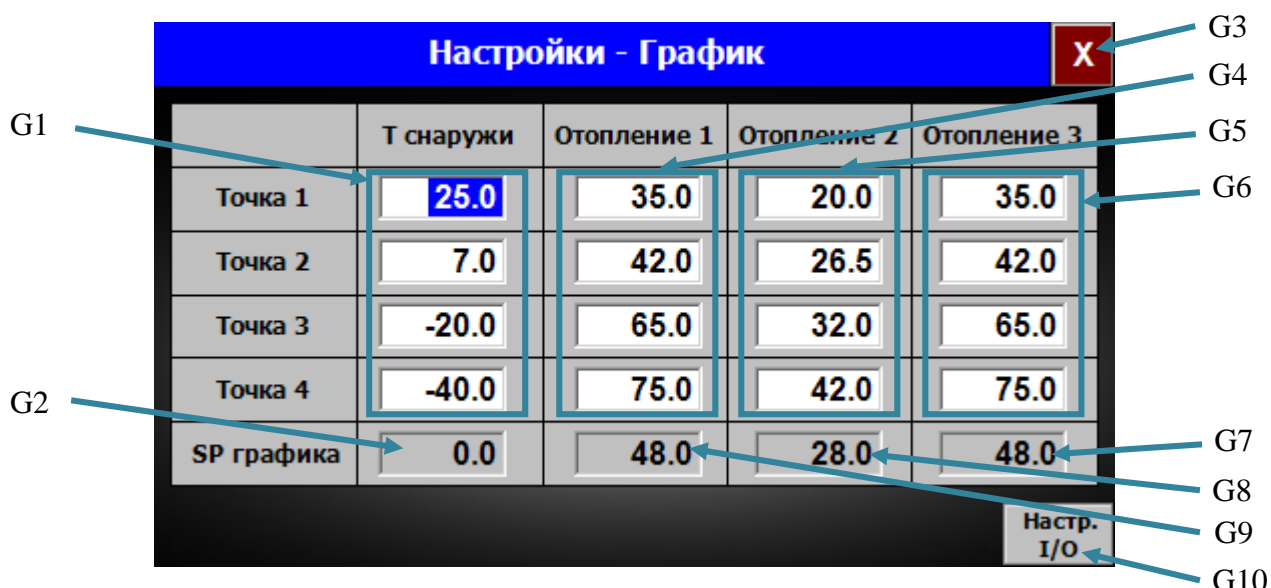 G3
Настройки - График X
G4
G1
Т снаружи Отопление 1 Отопление 2 Отопление 3
G5
Точка 1 25.0 35.0 20.0 35.0
G6
Точка 2 7.0 42.0 26.5 42.0
Точка 3 -20.0 65.0 32.0 65.0
Точка 4 -40.0 75.0 42.0 75.0
G2
SP графика 0.0 48.0 28.0 48.0
G7
G8
Настр.
I/O
G9
G10